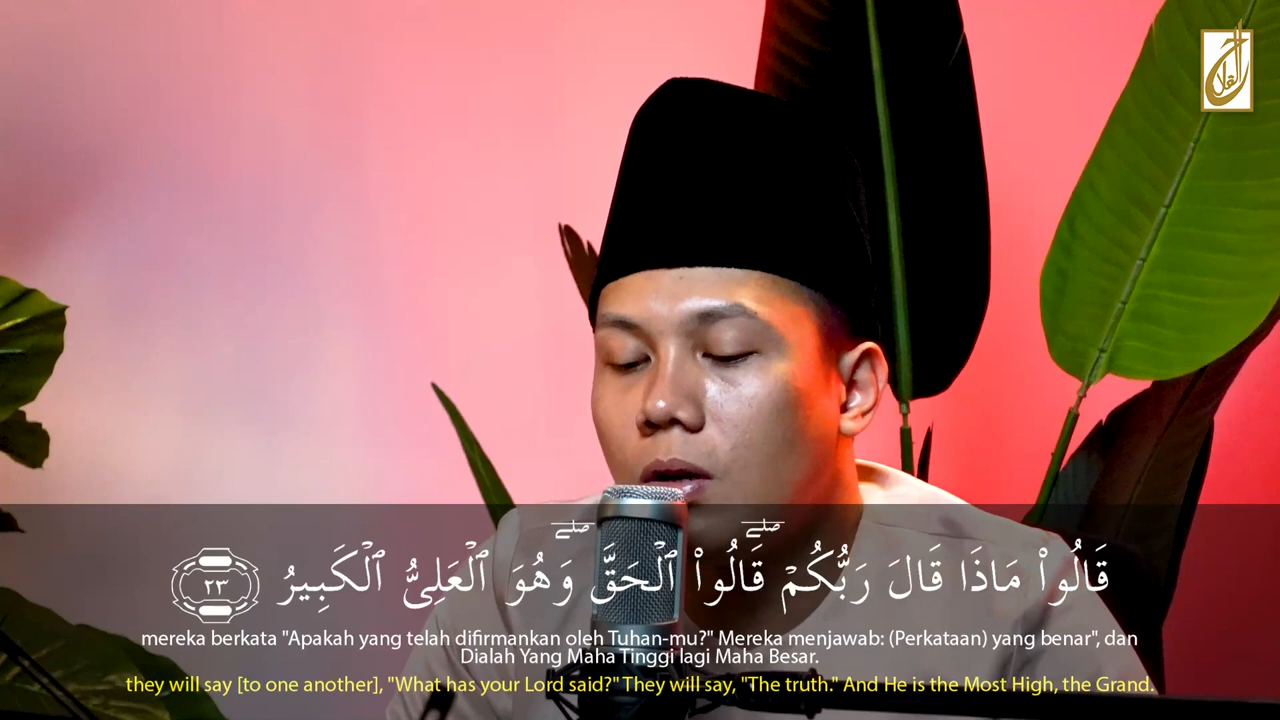 قَالُوا۟ مَاذَا قَالَ رَبُّكُمْ ۖ قَالُوا۟ ٱلْحَقَّ ۖ وَهُوَ ٱلْعَلِىُّ ٱلْكَبِيرُ ٢٣
mereka berkata "Apakah yang telah difirmankan oleh Tuhan-mu?" Mereka menjawab: (Perkataan) yang benar", dan
Dialah Yang Maha Tinggi lagi Maha Besar.
they will say [to one another], "What has your Lord said?" They will say, "The truth." And He is the Most High, the Grand.